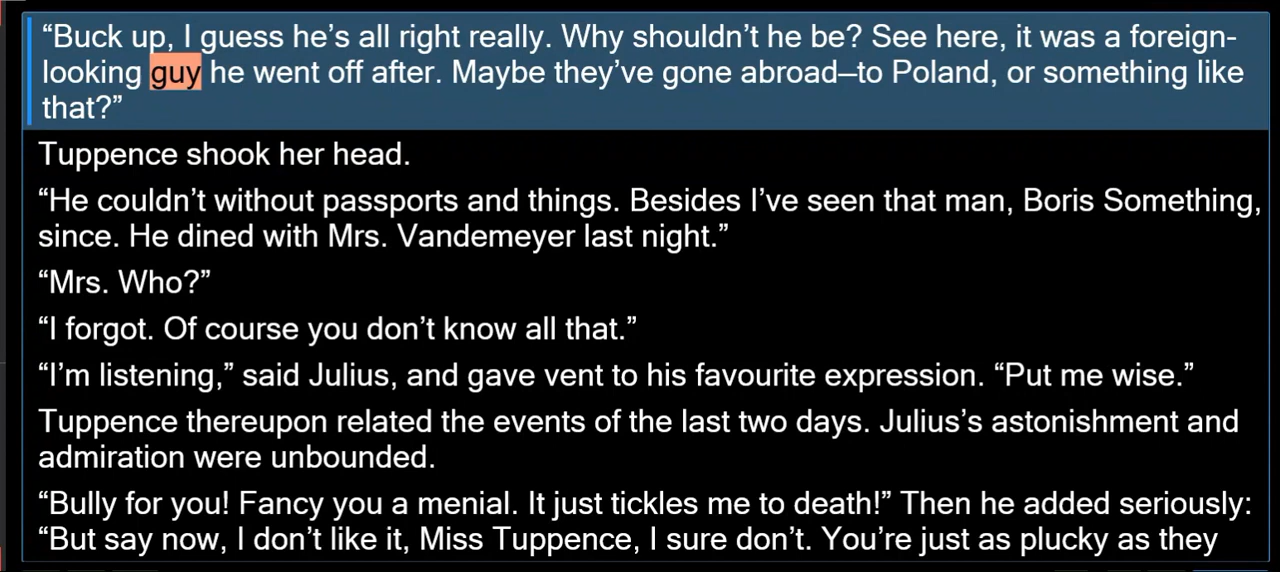 “Buck up, I guess he’s all right really. Why shouldn’t he be? See here, it was a foreign-
looking guy he went off after. Maybe they’ve gone abroad—to Poland, or something like
that?”
Tuppence shook her head.
“He couldn’t without passports and things. Besides I’ve seen that man, Boris Something,
since. He dined with Mrs. Vandemeyer last night.”
“Mrs. Who?”
“I forgot. Of course you don’t know all that.”
“I’m listening,” said Julius, and gave vent to his favourite expression. “Put me wise.”
Tuppence thereupon related the events of the last two days. Julius’s astonishment and
admiration were unbounded.
“Bully for you! Fancy you a menial. It just tickles me to death!” Then he added seriously:
“But say now, I don’t like it, Miss Tuppence, I sure don’t. You’re just as plucky as they